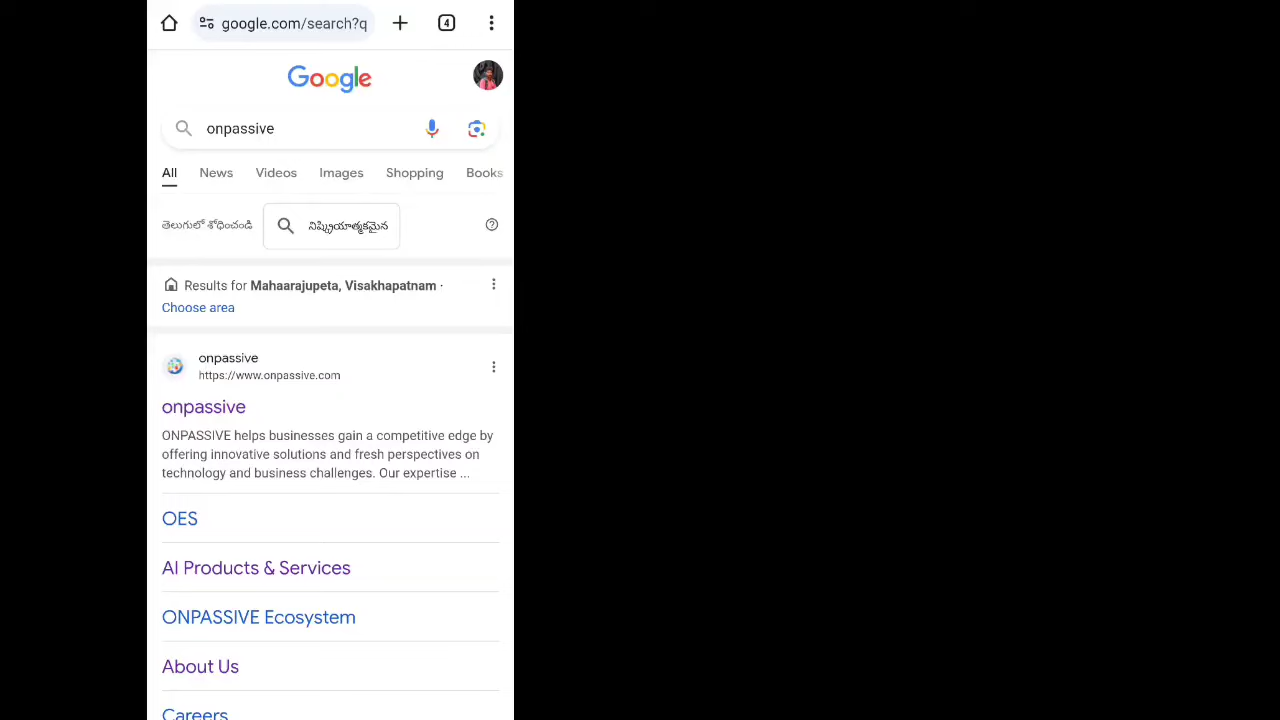 google.com/search?q
4
Google
onpassive
All News Videos Images Shopping Books
తెలుగులో శోధించండి నిష్క్రియాత్మకమైన
Results for Mahaarajupeta, Visakhapatnam ·
Choose area
onpassive
https://www.onpassive.com
onpassive
ONPASSIVE helps businesses gain a competitive edge by
offering innovative solutions and fresh perspectives on
technology and business challenges. Our expertise ...
OES
AI Products & Services
ONPASSIVE Ecosystem
About Us
Careers